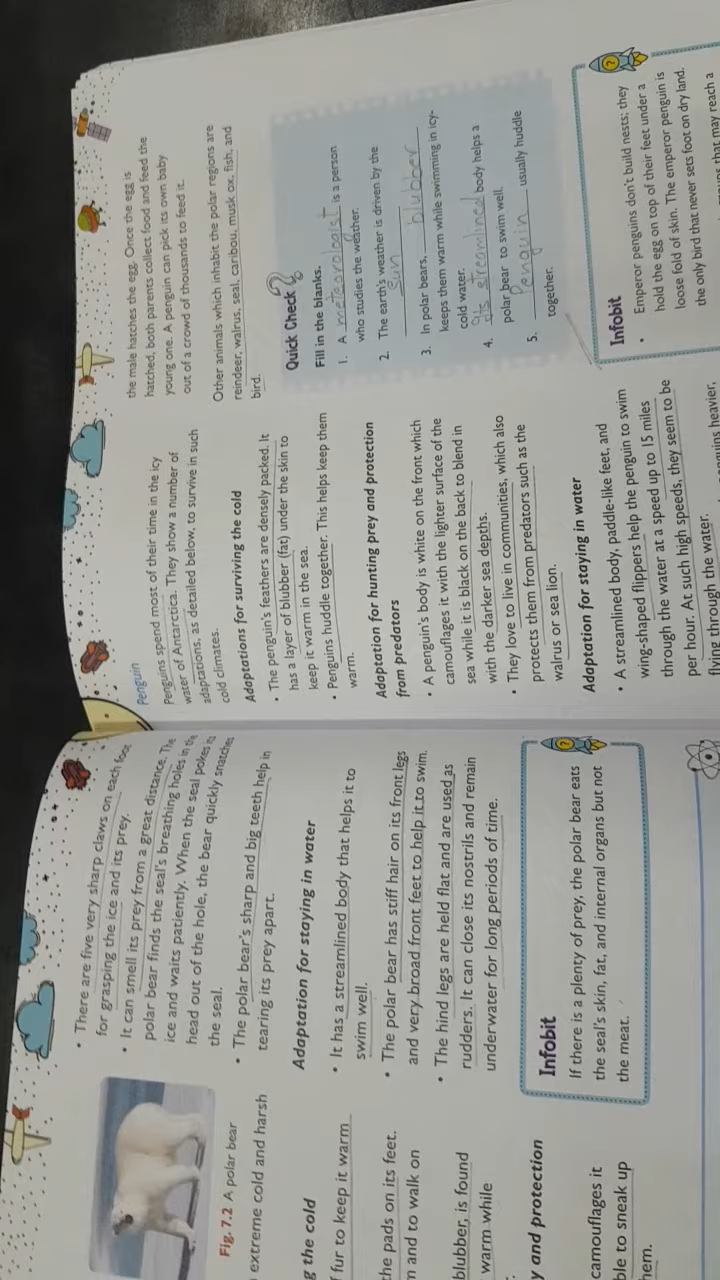 Fig. 7.2 A polar bear
extreme cold and harsh
g the cold
fur to keep it warm
the pads on its feet.
and to walk on
blubber, is found
warm while
y and protection
camouflages it
ble to sneak up
hem.
• There are five very sharp claws on each foot
for grasping the ice and its prey.
• It can smell its prey from a great distance. The
polar bear finds the seal's breathing holes in the
ice and waits patiently. When the seal pokes its
head out of the hole, the bear quickly snatches
the seal.
• The polar bear's sharp and big teeth help in
tearing its prey apart.
Adaptation for staying in water
• It has a streamlined body that helps it to
swim well.
• The polar bear has stiff hair on its front legs
and very broad front feet to help it to swim.
• The hind legs are held flat and are used as
rudders. It can close its nostrils and remain
underwater for long periods of time.
Infobit
If there is a plenty of prey, the polar bear eats
the seal's skin, fat, and internal organs but not
the meat.
Penguin
Penguins spend most of their time in the icy
water of Antarctica. They show a number of
adaptations, as detailed below, to survive in such
cold climates.
Adaptations for surviving the cold
• The penguin's feathers are densely packed. It
has a layer of blubber (fat) under the skin to
keep it warm in the sea.
• Penguins huddle together. This helps keep them
warm.
Adaptation for hunting prey and protection
from predators
• A penguin's body is white on the front which
camouflages it with the lighter surface of the
sea while it is black on the back to blend in
with the darker sea depths.
• They love to live in communities, which also
protects them from predators such as the
walrus or sea lion.
Adaptation for staying in water
• A streamlined body, paddle-like feet, and
wing-shaped flippers help the penguin to swim
through the water at a speed up to 15 miles
per hour. At such high speeds, they seem to be
flying through the water.
the male hatches the egg. Once the egg is
hatched, both parents collect food and feed the
young one. A penguin can pick its own baby
out of a crowd of thousands to feed it.
Other animals which inhabit the polar regions are
reindeer, walrus, seal, caribou, musk ox, fish, and
bird.
Quick Check
Fill in the blanks.
1. A meteorologist is a person
who studies the weather.
2. The earth's weather is driven by the
sun
3. In polar bears, blubber
keeps them warm while swimming in icy-
cold water.
4. Its streamlined body helps a
polar bear to swim well.
5. Penguin usually huddle
together.
Infobit
• Emperor penguins don't build nests; they
hold the egg on top of their feet under a
loose fold of skin. The emperor penguin is
the only bird that never sets foot on dry land.
heavier,
that may reach a